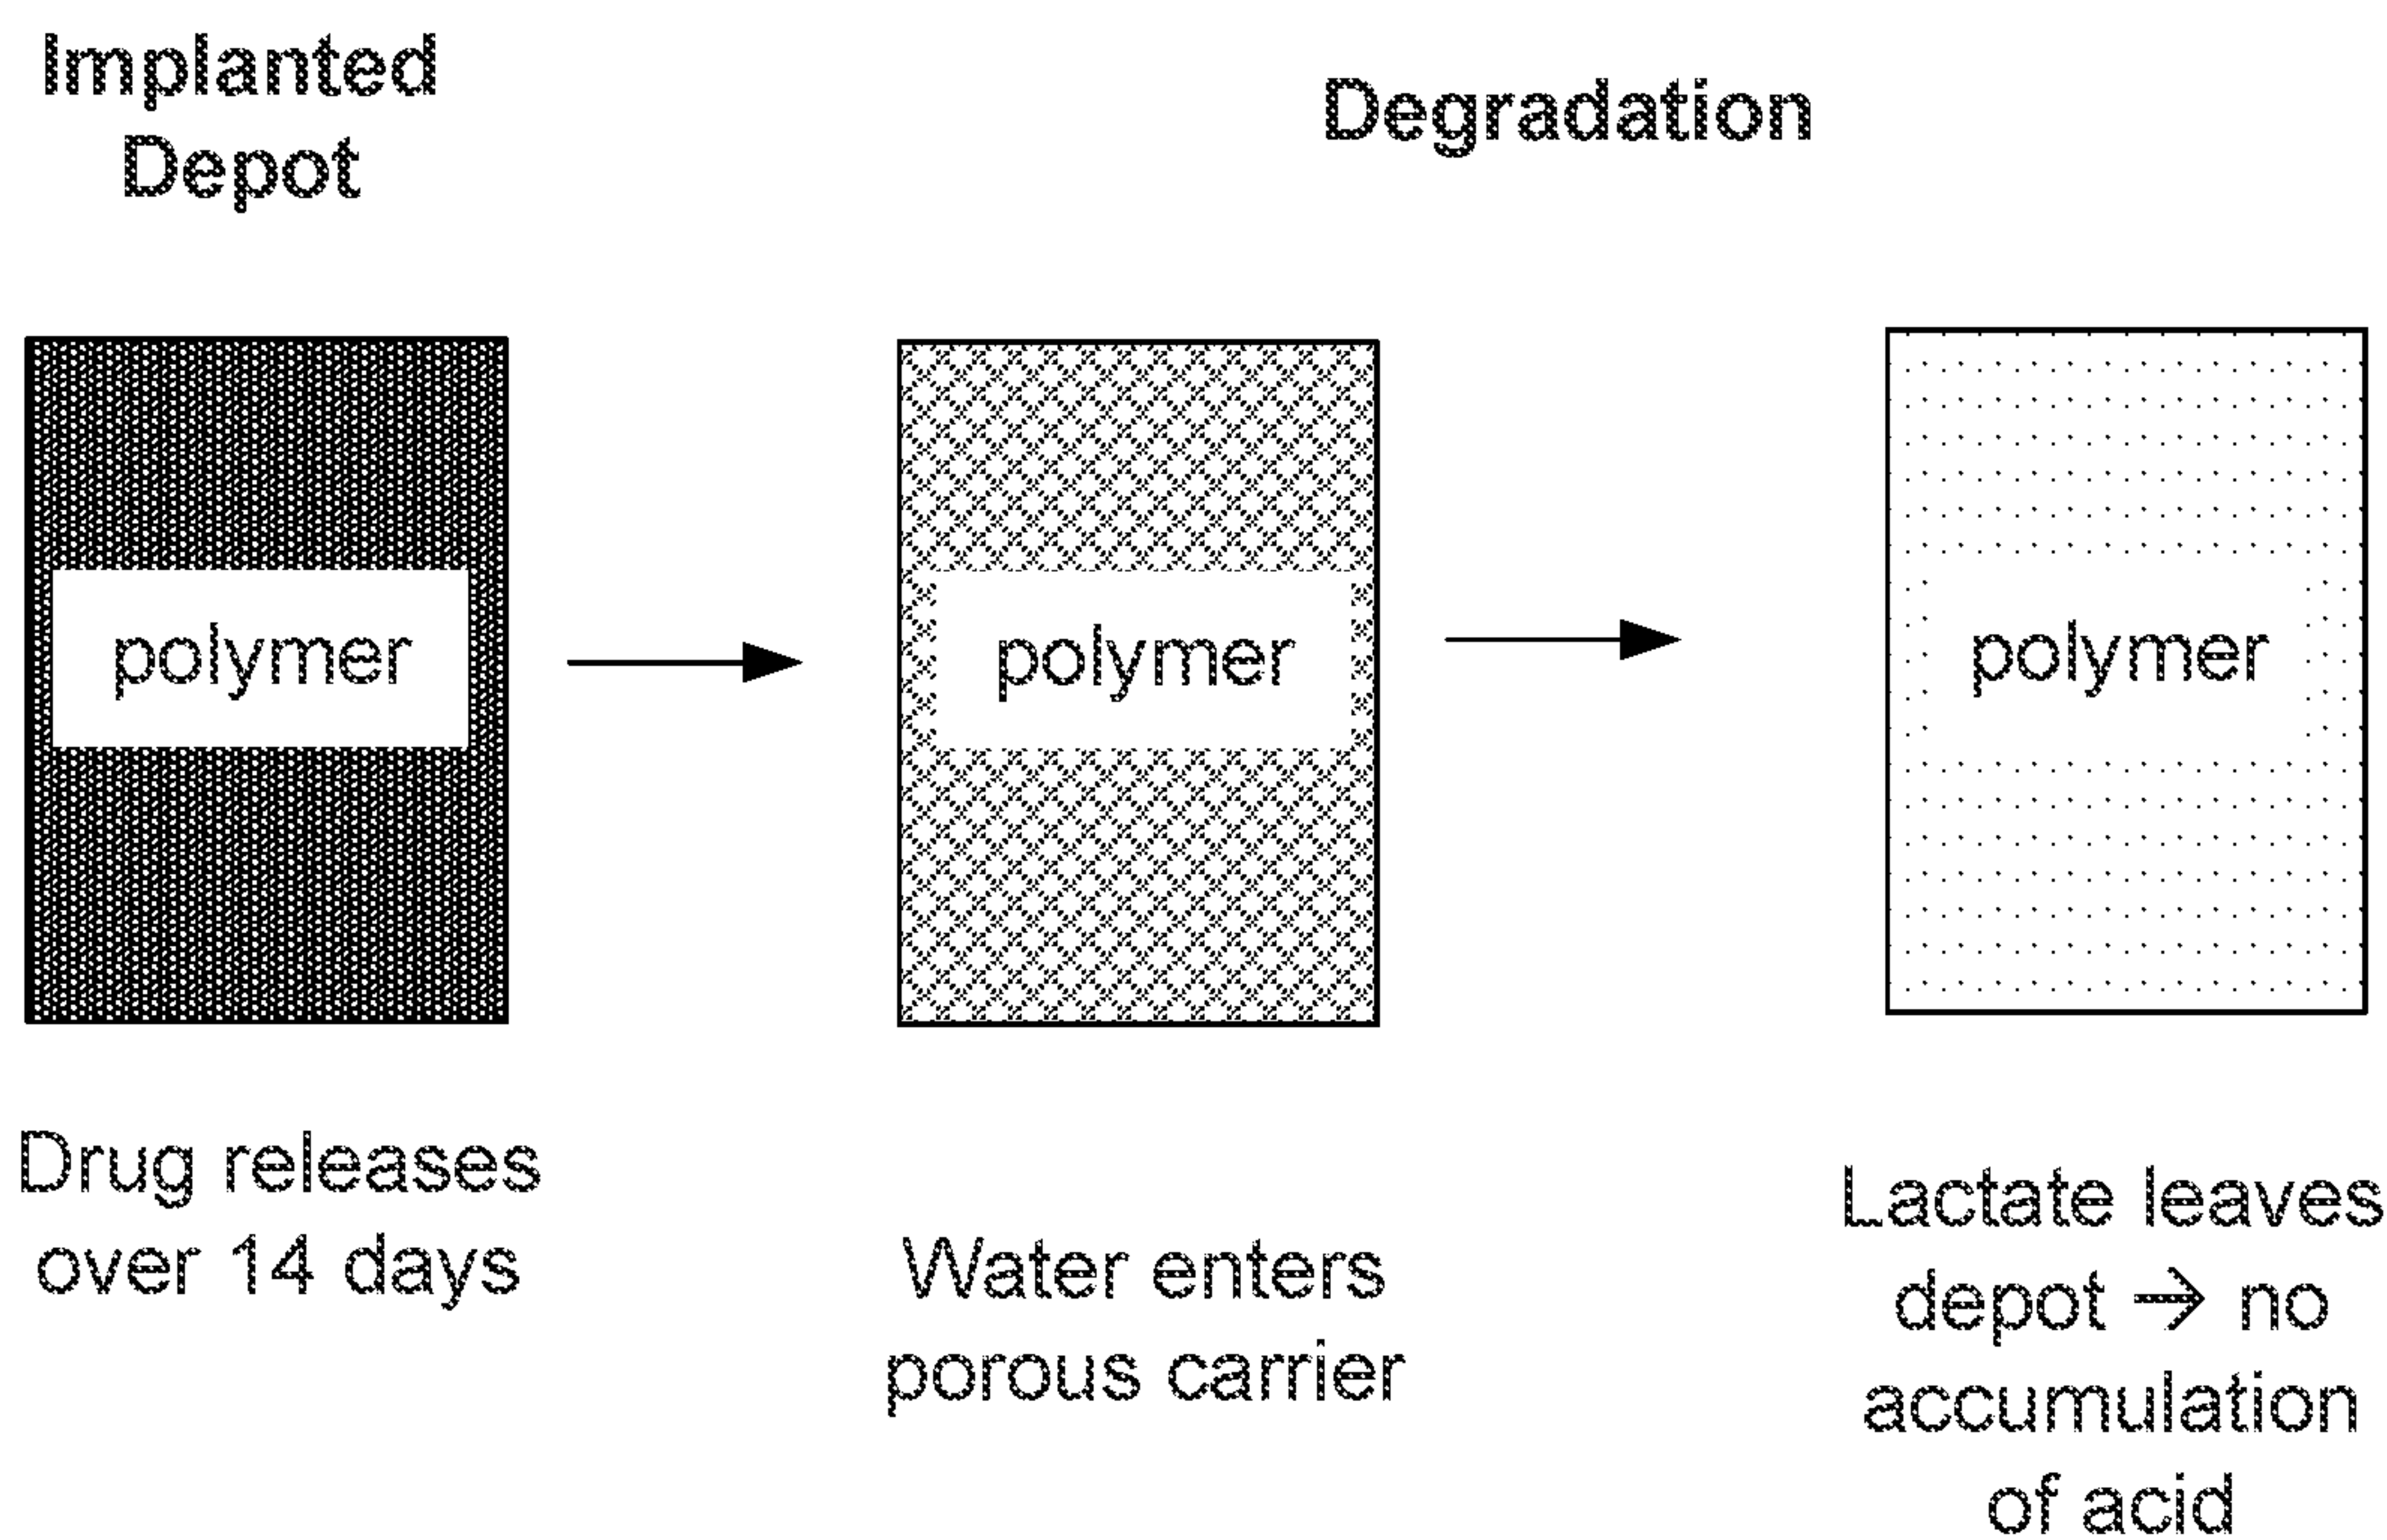 Implanted
Depot
Degradation
polymer
polymer
polymer
Drug releases
over 14 days
Water enters
porous carrier
Lactate leaves
depot → no
accumulation
of acid